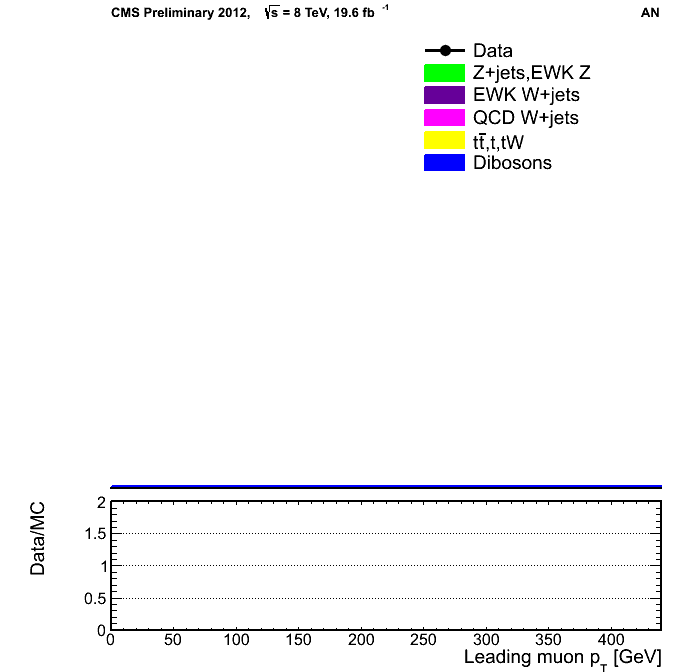 CMS Preliminary 2012, √s = 8 TeV, 19.6 fb⁻¹ AN
Data
Z+jets,EWK Z
EWK W+jets
QCD W+jets
tt̅,t,tW
Dibosons
Data/MC
2
1.5
1
0.5
0
0 50 100 150 200 250 300 350 400
Leading muon p_T [GeV]